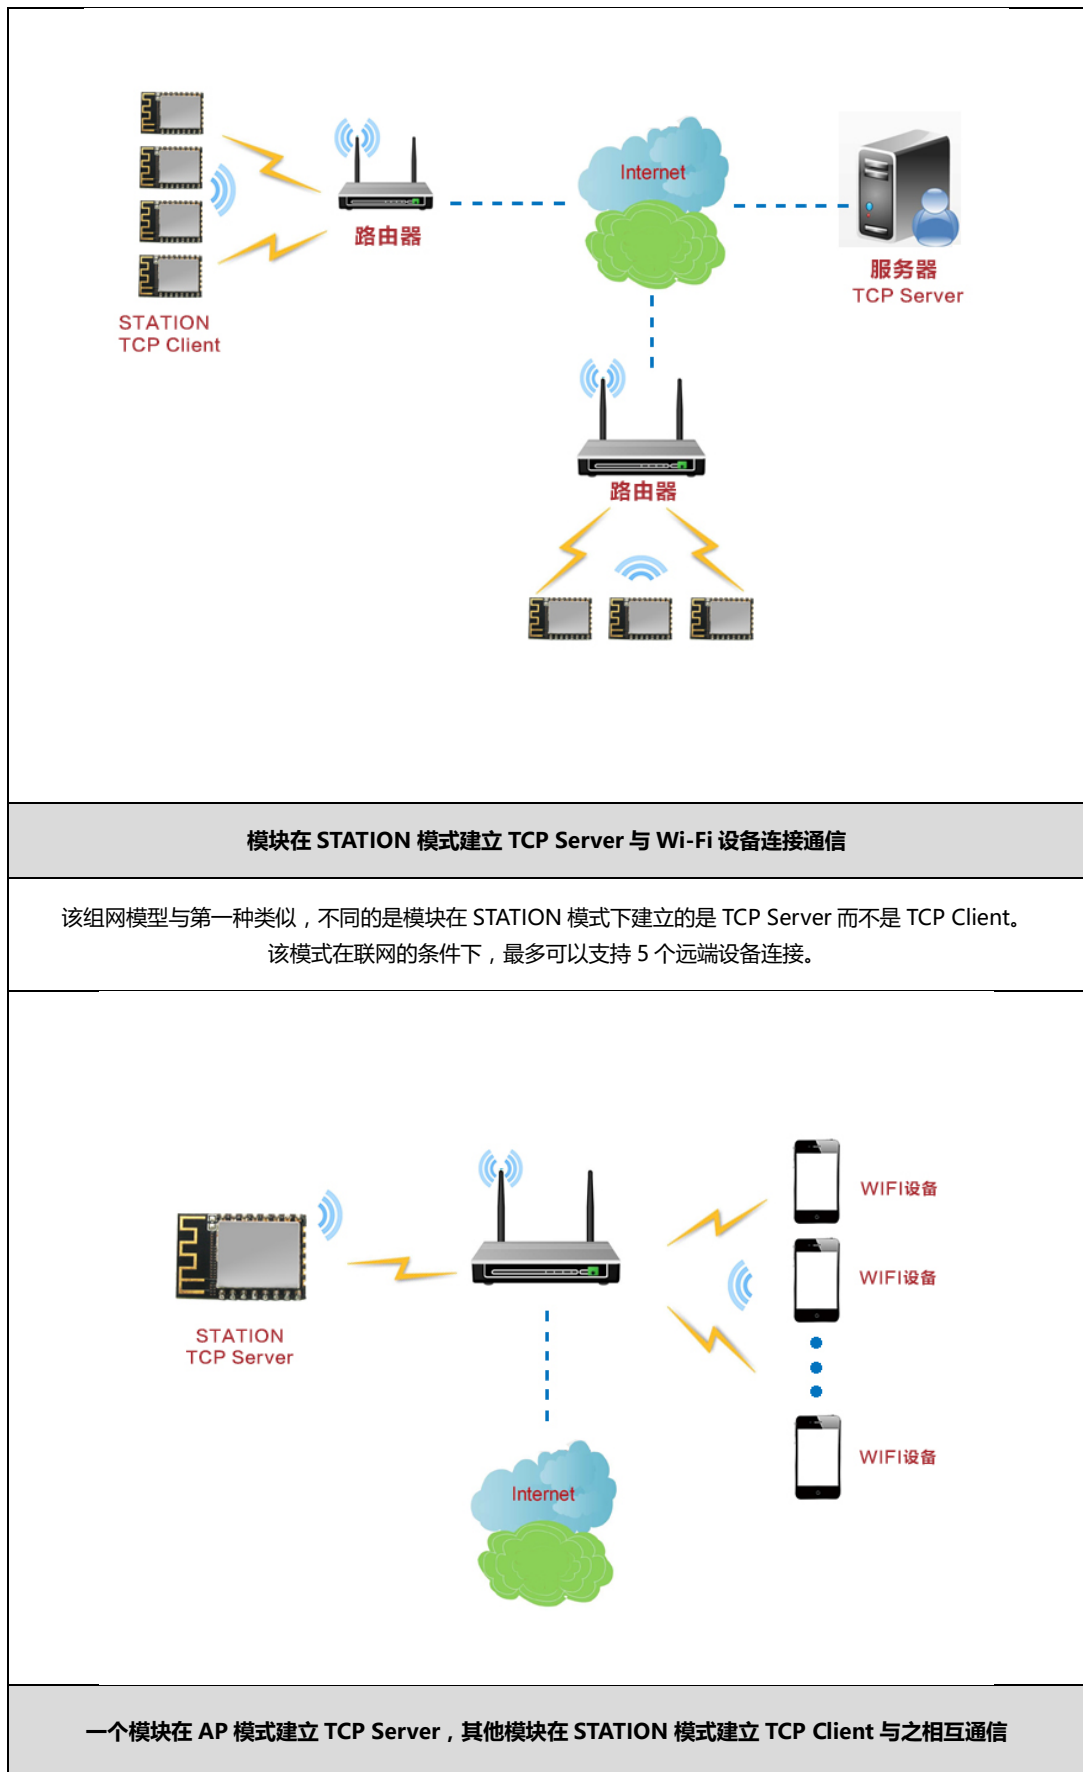 Internet
路由器
服务器
TCP Server
STATION
TCP Client
路由器
模块在 STATION 模式建立 TCP Server 与 Wi-Fi 设备连接通信
该组网模型与第一种类似，不同的是模块在 STATION 模式下建立的是 TCP Server 而不是 TCP Client。
该模式在联网的条件下，最多可以支持 5 个远端设备连接。
WIFI设备
WIFI设备
STATION
TCP Server
WIFI设备
Internet
一个模块在 AP 模式建立 TCP Server，其他模块在 STATION 模式建立 TCP Client 与之相互通信